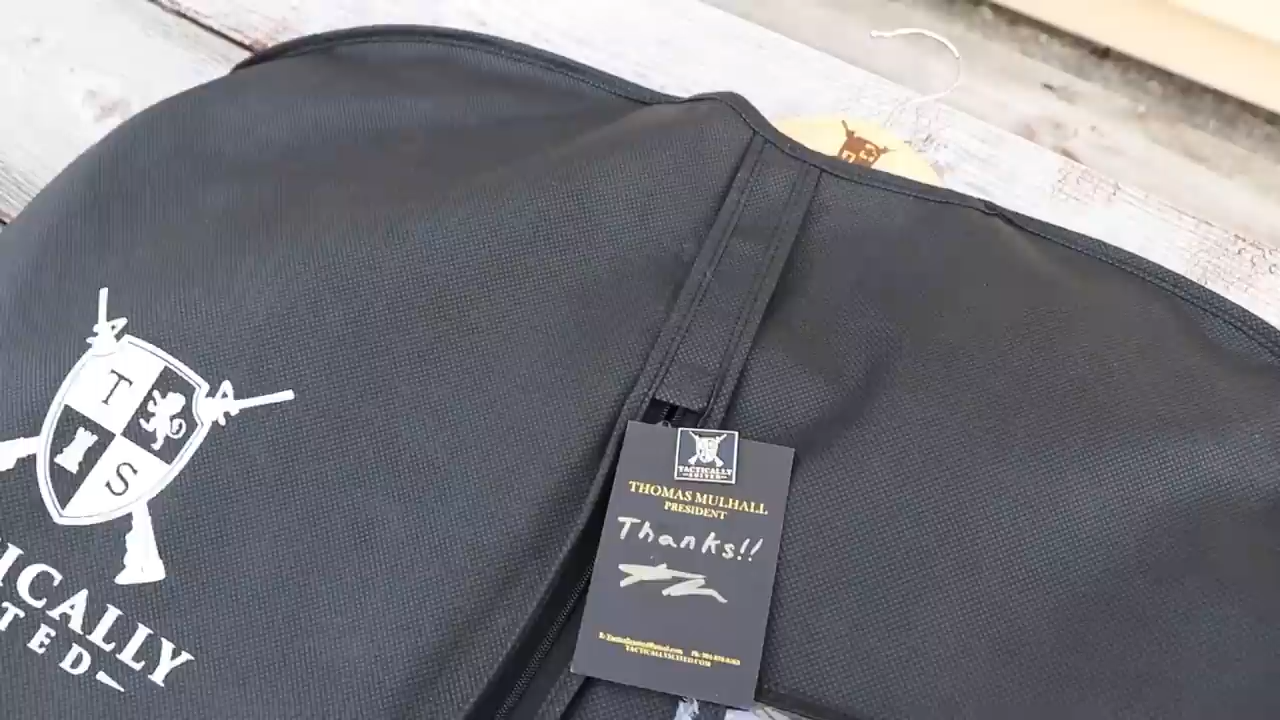 T
S
ICALLY
TED
TACTICALLY
SUITED
THOMAS MULHALL
PRESIDENT
Thanks!!
TACTICALLYSUITED.COM